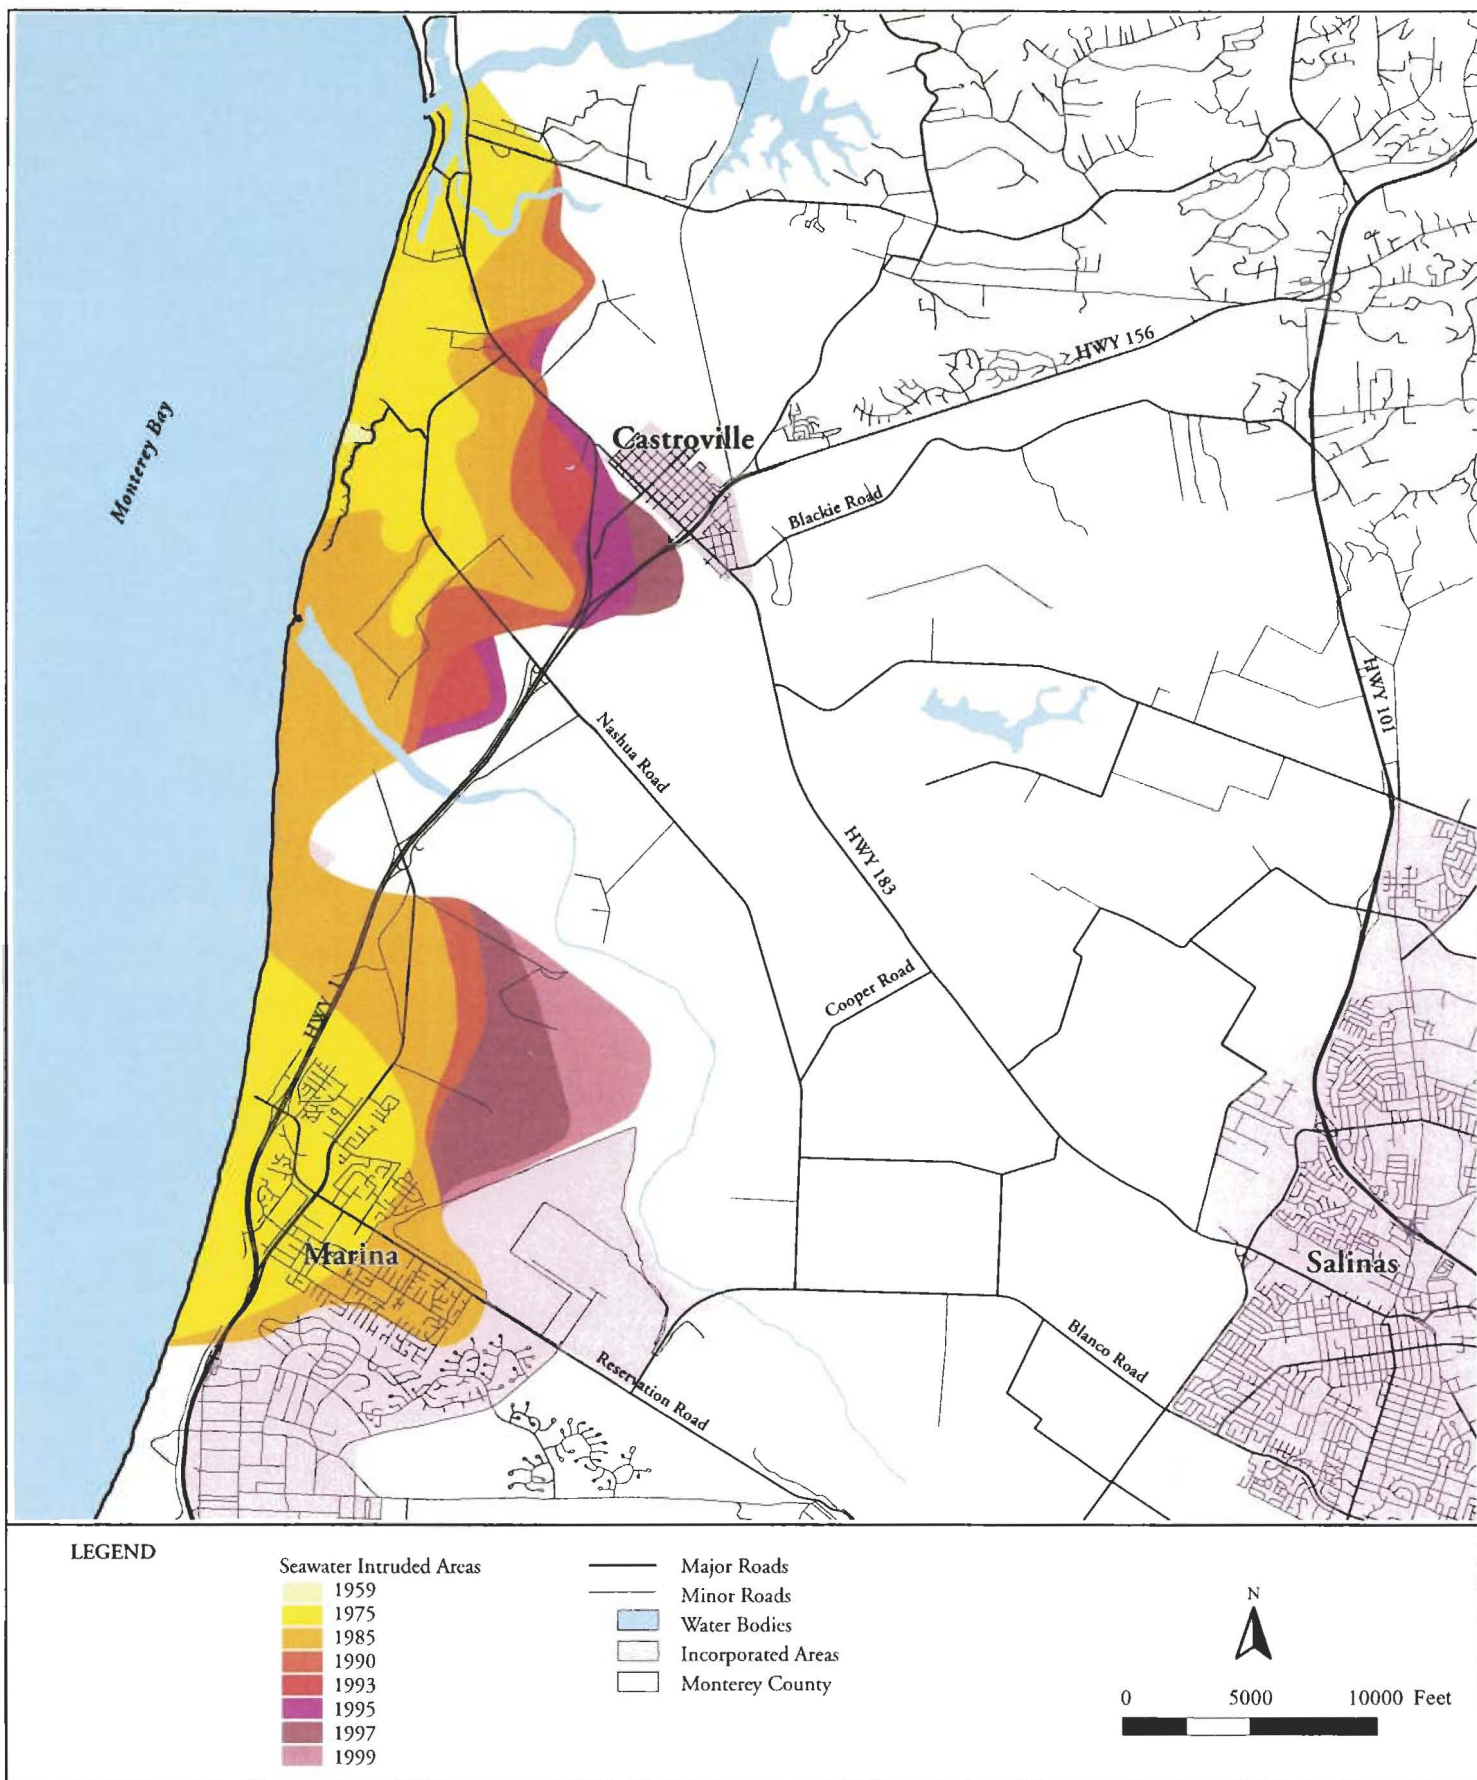 Monterey Bay
Castroville
HWY 156
Blackie Road
HWY 101
Nashua Road
HWY 183
Cooper Road
HWY 1
Marina
Salinas
Blanco Road
Reservation Road
LEGEND
Seawater Intruded Areas
1959
1975
1985
1990
1993
1995
1997
1999
Major Roads
Minor Roads
Water Bodies
Incorporated Areas
Monterey County
N
0 5000 10000 Feet